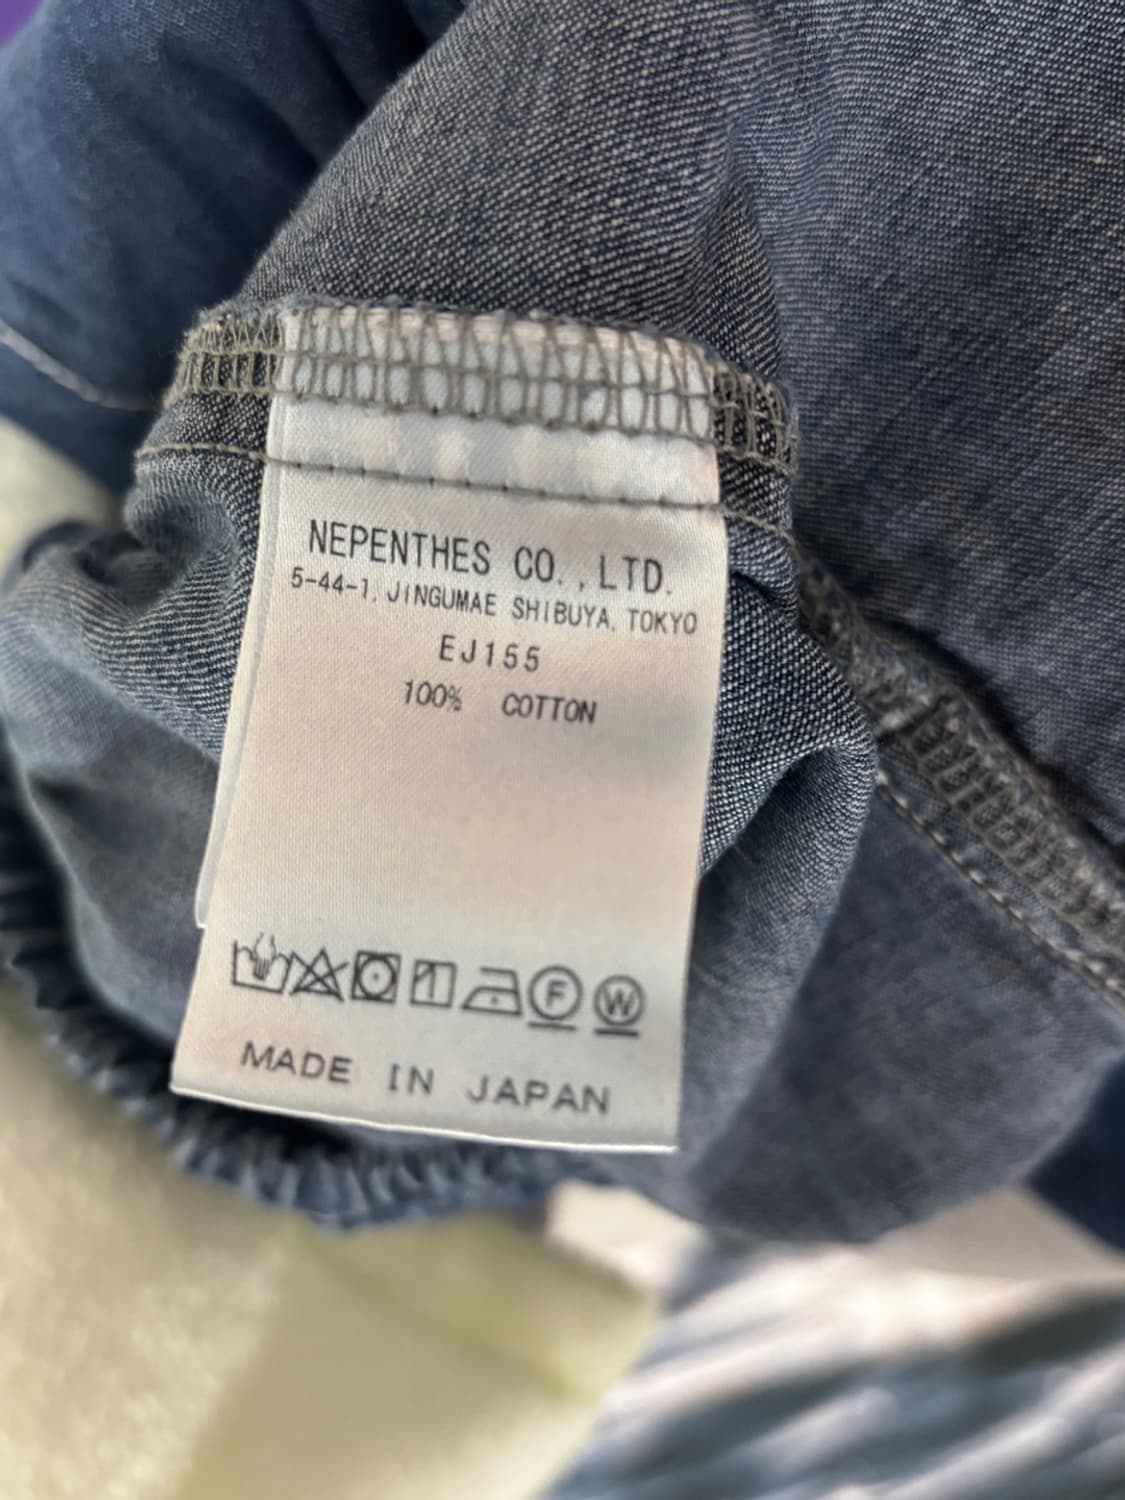 NEPENTHES CO.,LTD.
5-44-1, JINGUMAE SHIBUYA, TOKYO
EJ155
100% COTTON
F W
MADE IN JAPAN